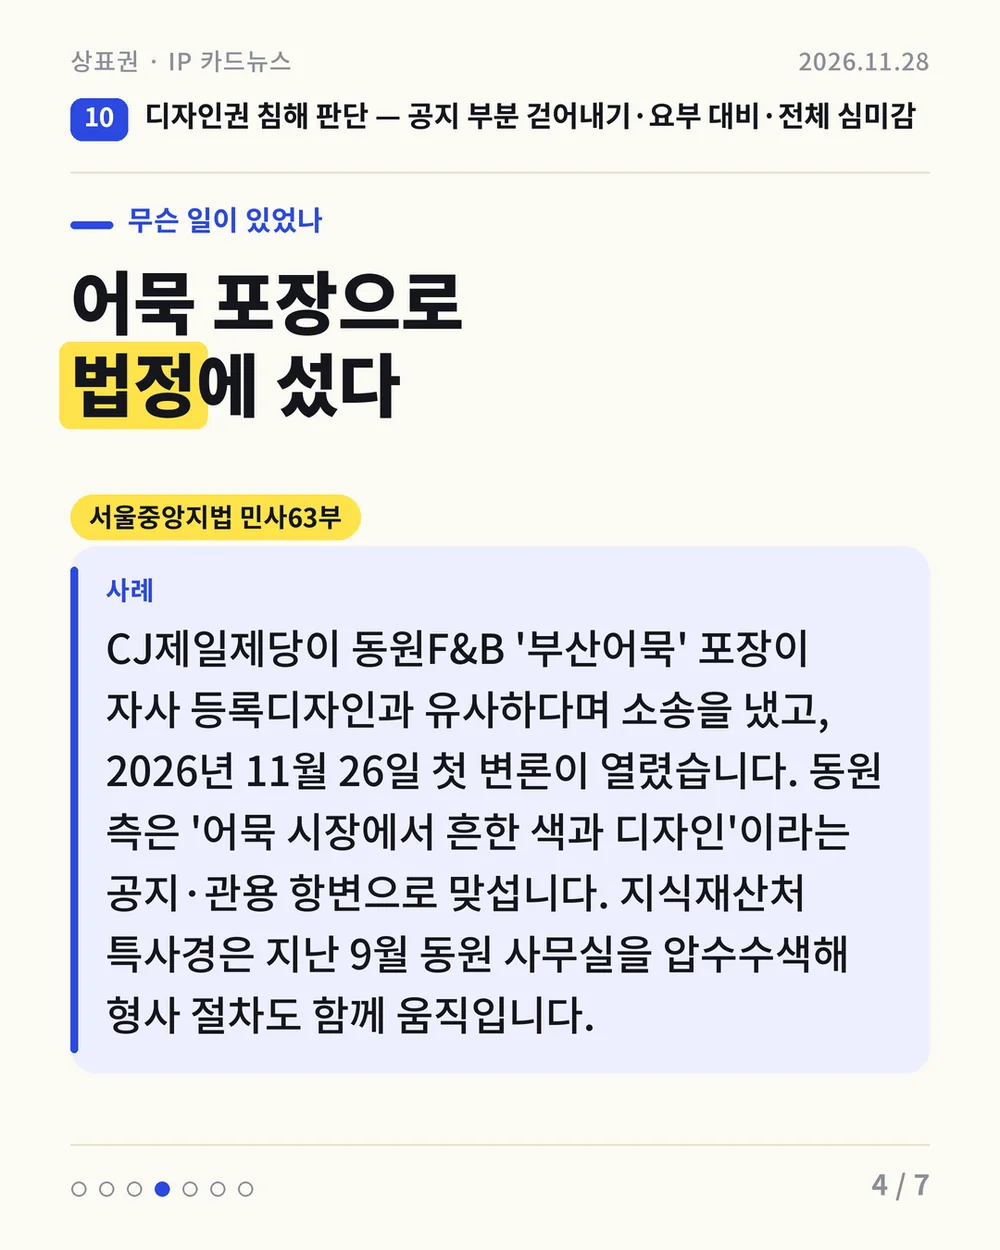 상표권 · IP 카드뉴스
2026.11.28
10 디자인권 침해 판단 — 공지 부분 걷어내기·요부 대비·전체 심미감
무슨 일이 있었나
어묵 포장으로
법정에 섰다
서울중앙지법 민사63부
사례
CJ제일제당이 동원F&B '부산어묵' 포장이
자사 등록디자인과 유사하다며 소송을 냈고,
2026년 11월 26일 첫 변론이 열렸습니다. 동원
측은 '어묵 시장에서 흔한 색과 디자인'이라는
공지·관용 항변으로 맞섭니다. 지식재산처
특사경은 지난 9월 동원 사무실을 압수수색해
형사 절차도 함께 움직입니다.
4 / 7